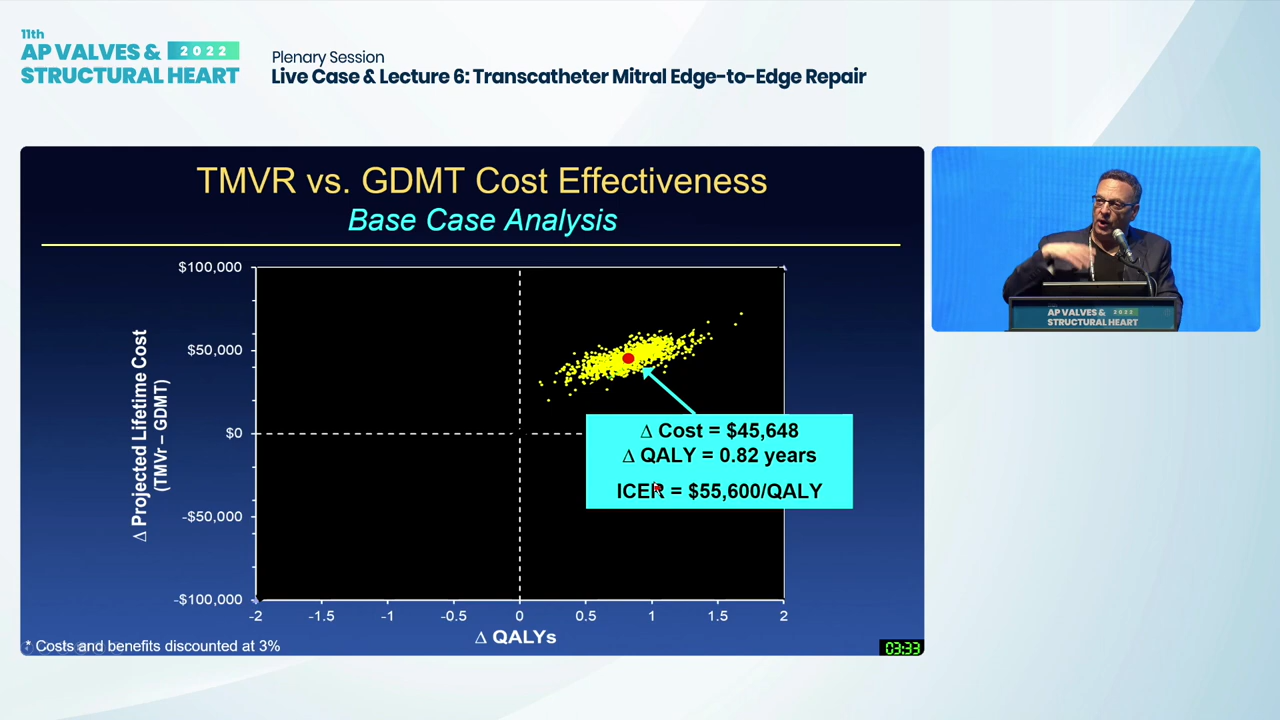 11th
AP VALVES & 2022
STRUCTURAL HEART
Plenary Session
Live Case & Lecture 6: Transcatheter Mitral Edge-to-Edge Repair
TMVR vs. GDMT Cost Effectiveness
Base Case Analysis
Δ Projected Lifetime Cost
(TMVr – GDMT)
$100,000
$50,000
$0
-$50,000
-$100,000
Δ Cost = $45,648
Δ QALY = 0.82 years
ICER = $55,600/QALY
-2 -1.5 -1 -0.5 0 0.5 1 1.5 2
Δ QALYs
* Costs and benefits discounted at 3%
03:33
11th
AP VALVES & 2022
STRUCTURAL HEART